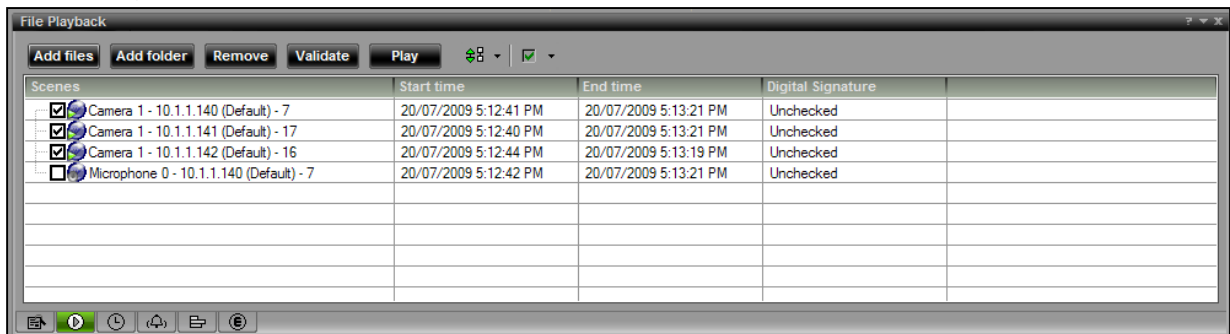 File Playback
Add files Add folder Remove Validate Play
Scenes Start time End time Digital Signature
Camera 1 - 10.1.1.140 (Default) - 7 20/07/2009 5:12:41 PM 20/07/2009 5:13:21 PM Unchecked
Camera 1 - 10.1.1.141 (Default) - 17 20/07/2009 5:12:40 PM 20/07/2009 5:13:21 PM Unchecked
Camera 1 - 10.1.1.142 (Default) - 16 20/07/2009 5:12:44 PM 20/07/2009 5:13:19 PM Unchecked
Microphone 0 - 10.1.1.140 (Default) - 7 20/07/2009 5:12:42 PM 20/07/2009 5:13:21 PM Unchecked